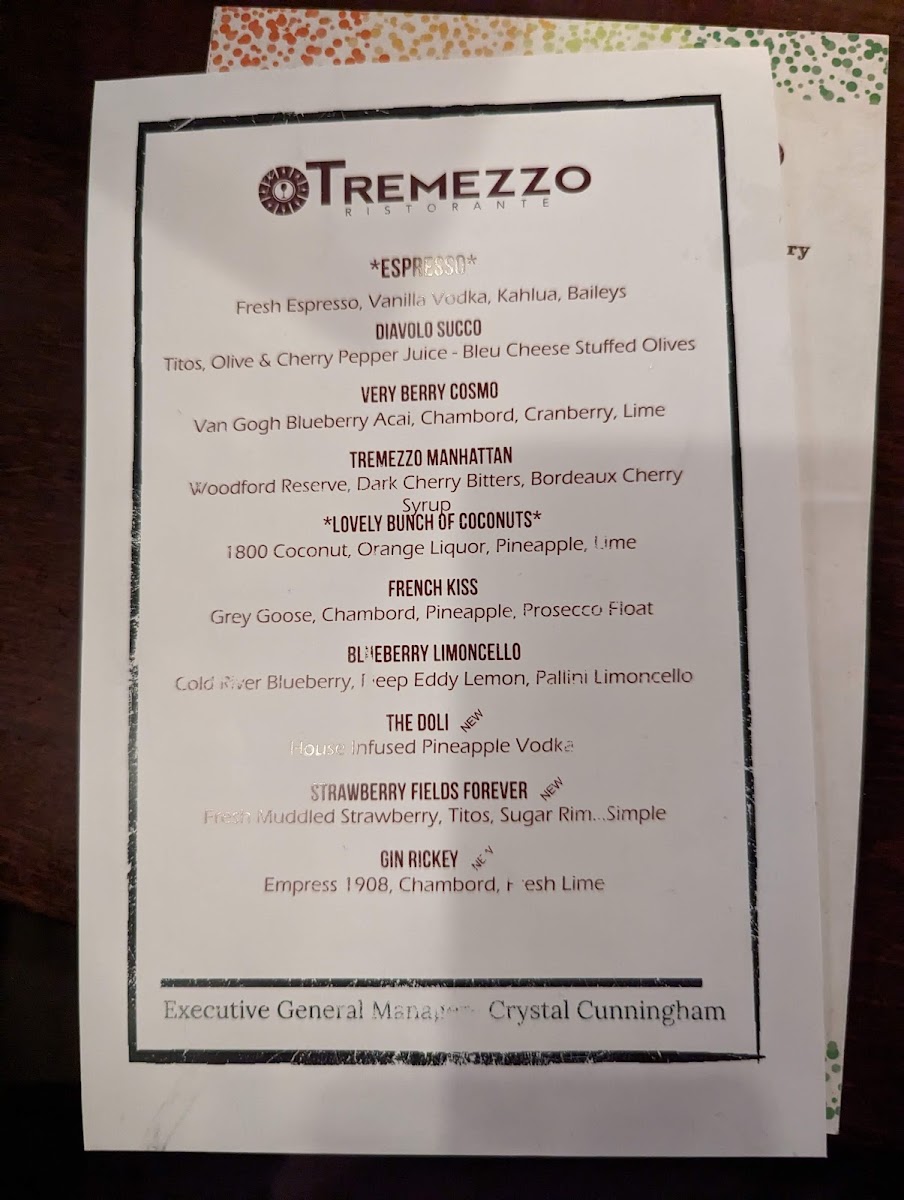 TREMEZZO
RISTORANTE
*ESPRESSO*
Fresh Espresso, Vanilla Vodka, Kahlua, Baileys
DIAVOLO SUCCO
Titos, Olive & Cherry Pepper Juice - Bleu Cheese Stuffed Olives
VERY BERRY COSMO
Van Gogh Blueberry Acai, Chambord, Cranberry, Lime
TREMEZZO MANHATTAN
Woodford Reserve, Dark Cherry Bitters, Bordeaux Cherry
Syrup
*LOVELY BUNCH OF COCONUTS*
1800 Coconut, Orange Liquor, Pineapple, Lime
FRENCH KISS
Grey Goose, Chambord, Pineapple, Prosecco Float
BLUEBERRY LIMONCELLO
Cold River Blueberry, Deep Eddy Lemon, Pallini Limoncello
THE DOLI NEW
House Infused Pineapple Vodka
STRAWBERRY FIELDS FOREVER NEW
Fresh Muddled Strawberry, Titos, Sugar Rim...Simple
GIN RICKEY NEW
Empress 1908, Chambord, Fresh Lime
Executive General Manager Crystal Cunningham